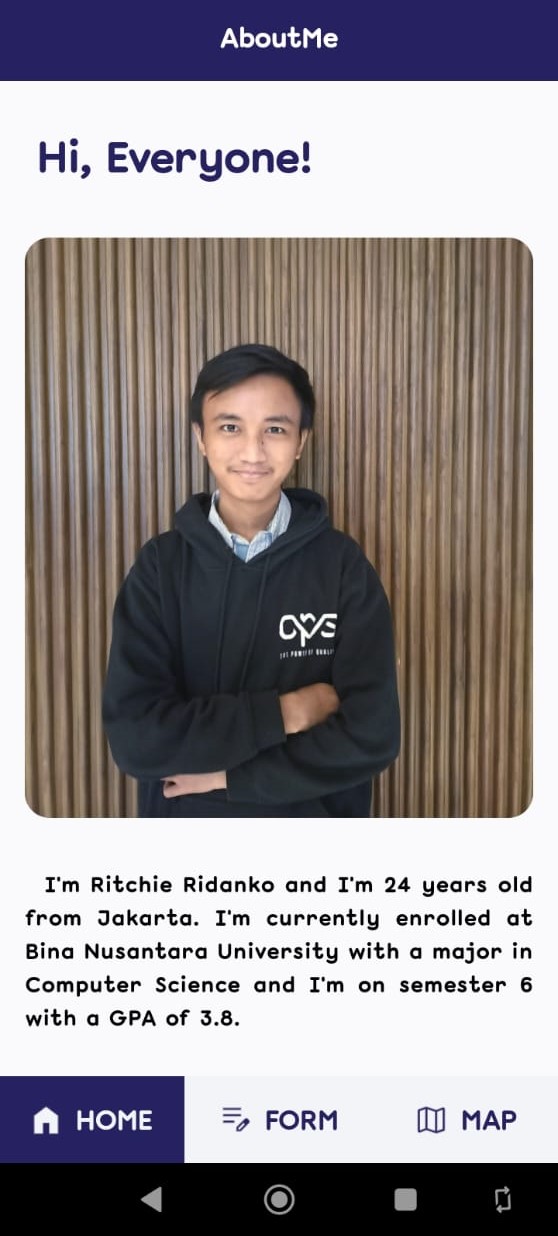 AboutMe
Hi, Everyone!
I'm Ritchie Ridanko and I'm 24 years old
from Jakarta. I'm currently enrolled at
Bina Nusantara University with a major in
Computer Science and I'm on semester 6
with a GPA of 3.8.
HOME FORM MAP